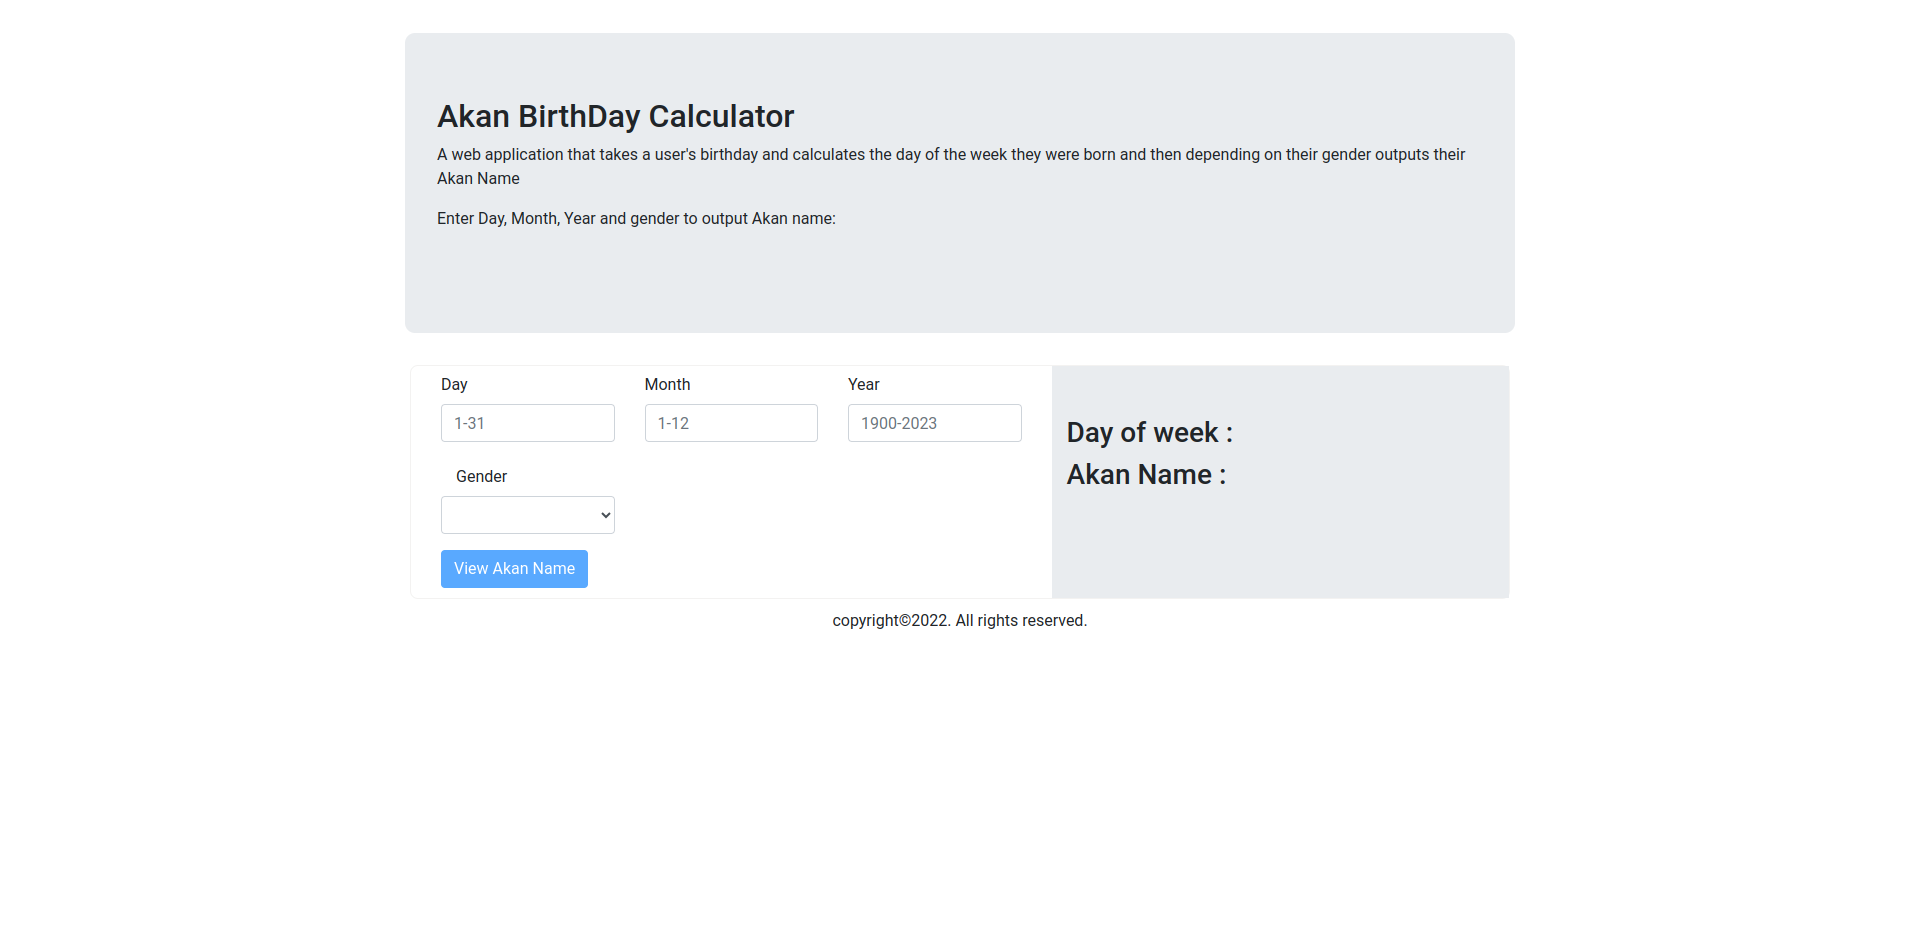 Akan BirthDay Calculator
A web application that takes a user's birthday and calculates the day of the week they were born and then depending on their gender outputs their
Akan Name
Enter Day, Month, Year and gender to output Akan name:
Day Month Year
1-31 1-12 1900-2023
Gender
View Akan Name
Day of week :
Akan Name :
copyright©2022. All rights reserved.